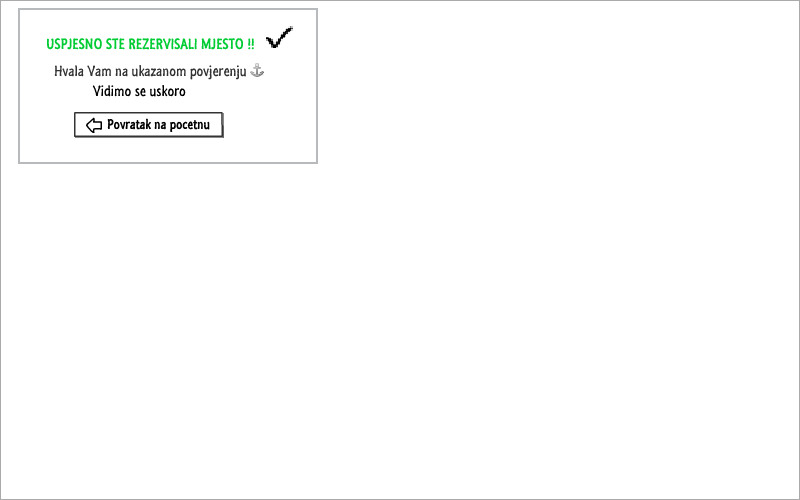 USPJESNO STE REZERVISALI MJESTO !!
Hvala Vam na ukazanom povjerenju ⚓
Vidimo se uskoro
Povratak na pocetnu